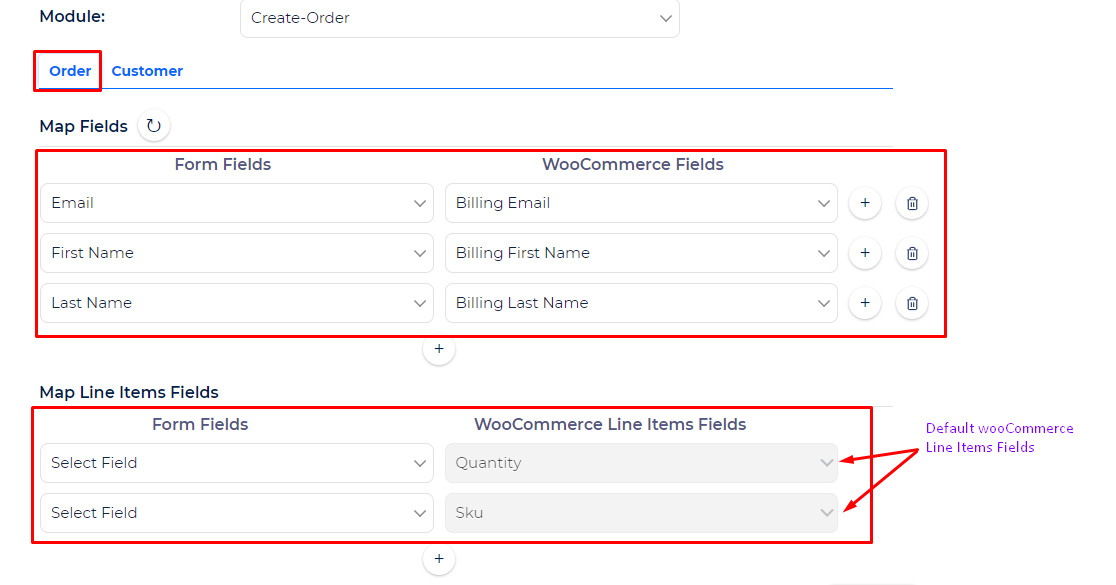 Module:
Create-Order
Order Customer
Map Fields
Form Fields WooCommerce Fields
Email Billing Email
First Name Billing First Name
Last Name Billing Last Name
Map Line Items Fields
Form Fields WooCommerce Line Items Fields
Select Field Quantity
Select Field Sku
Default wooCommerce
Line Items Fields